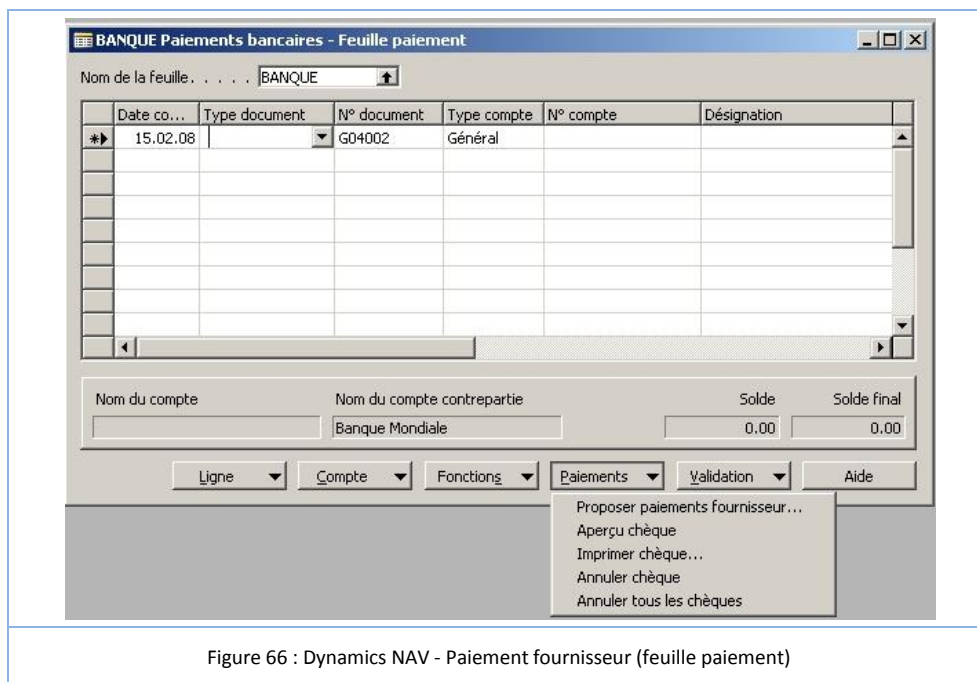 BANQUE Paiements bancaires - Feuille paiement
Nom de la feuille. . . . . BANQUE
Date co... Type document N° document Type compte N° compte Désignation
15.02.08 G04002 Général
Nom du compte Nom du compte contrepartie Solde Solde final
Banque Mondiale 0.00 0.00
Ligne Compte Fonctions Paiements Validation Aide
Proposer paiements fournisseur...
Aperçu chèque
Imprimer chèque...
Annuler chèque
Annuler tous les chèques
Figure 66 : Dynamics NAV - Paiement fournisseur (feuille paiement)